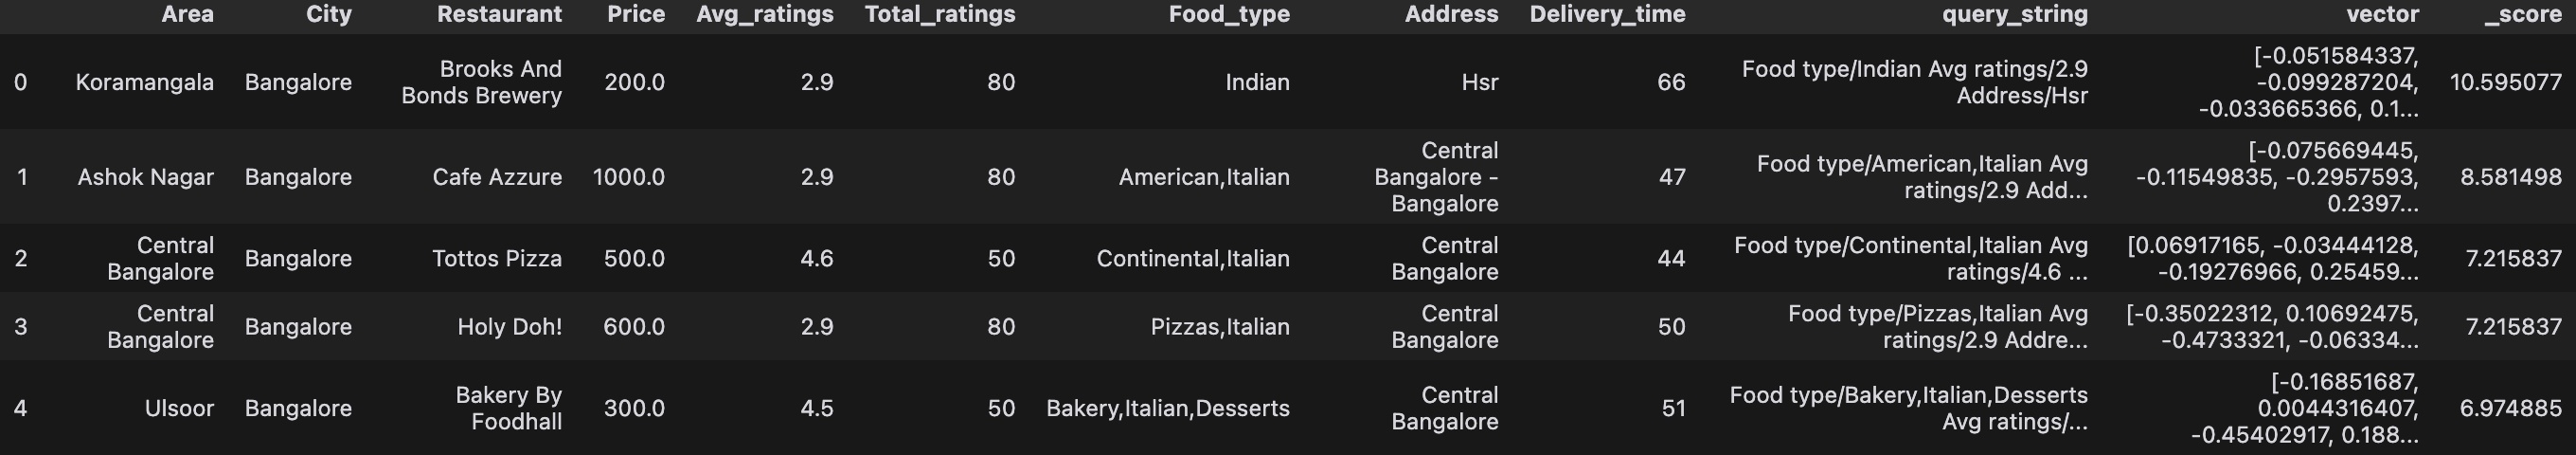 Area City Restaurant Price Avg_ratings Total_ratings Food_type Address Delivery_time query_string vector _score
0 Koramangala Bangalore Brooks And Bonds Brewery 200.0 2.9 80 Indian Hsr 66 Food type/Indian Avg ratings/2.9 Address/Hsr [-0.051584337, -0.099287204, -0.033665366, 0.1... 10.595077
1 Ashok Nagar Bangalore Cafe Azzure 1000.0 2.9 80 American,Italian Central Bangalore - Bangalore 47 Food type/American,Italian Avg ratings/2.9 Add... [-0.075669445, -0.11549835, -0.2957593, 0.2397... 8.581498
2 Central Bangalore Bangalore Tottos Pizza 500.0 4.6 50 Continental,Italian Central Bangalore 44 Food type/Continental,Italian Avg ratings/4.6 ... [0.06917165, -0.03444128, -0.19276966, 0.25459... 7.215837
3 Central Bangalore Bangalore Holy Doh! 600.0 2.9 80 Pizzas,Italian Central Bangalore 50 Food type/Pizzas,Italian Avg ratings/2.9 Addre... [-0.35022312, 0.10692475, -0.4733321, -0.06334... 7.215837
4 Ulsoor Bangalore Bakery By Foodhall 300.0 4.5 50 Bakery,Italian,Desserts Central Bangalore 51 Food type/Bakery,Italian,Desserts Avg ratings/... [-0.16851687, 0.0044316407, -0.45402917, 0.188... 6.974885